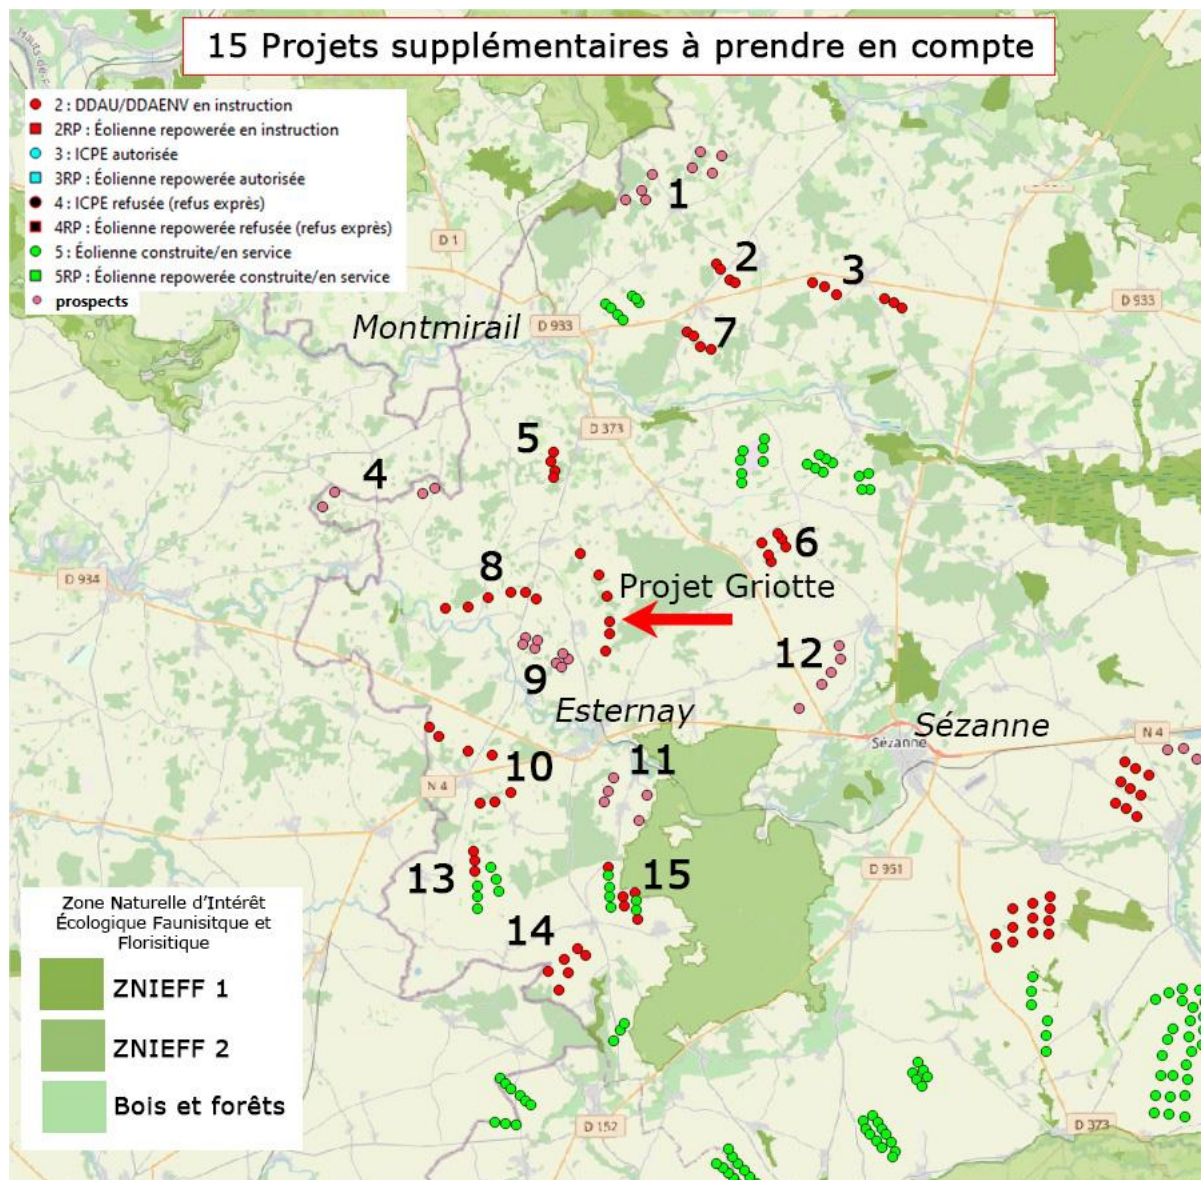 15 Projets supplémentaires à prendre en compte
2 : DDAU/DDAENV en instruction
2RP : Éolienne repowerée en instruction
3 : ICPE autorisée
3RP : Éolienne repowerée autorisée
4 : ICPE refusée (refus exprès)
4RP : Éolienne repowerée refusée (refus exprès)
5 : Éolienne construite/en service
5RP : Éolienne repowerée construite/en service
prospects
1
D 1
2
3
D 933
Montmirail
D 933
7
D 373
5
4
6
8
D 934
Projet Griotte
12
9
Esternay
Sézanne
Sézanne
N 4
11
10
N 4
13
15
D 951
14
Zone Naturelle d'Intérêt
Écologique Faunisitque et
Florisitique
ZNIEFF 1
ZNIEFF 2
Bois et forêts
D 152
D 373